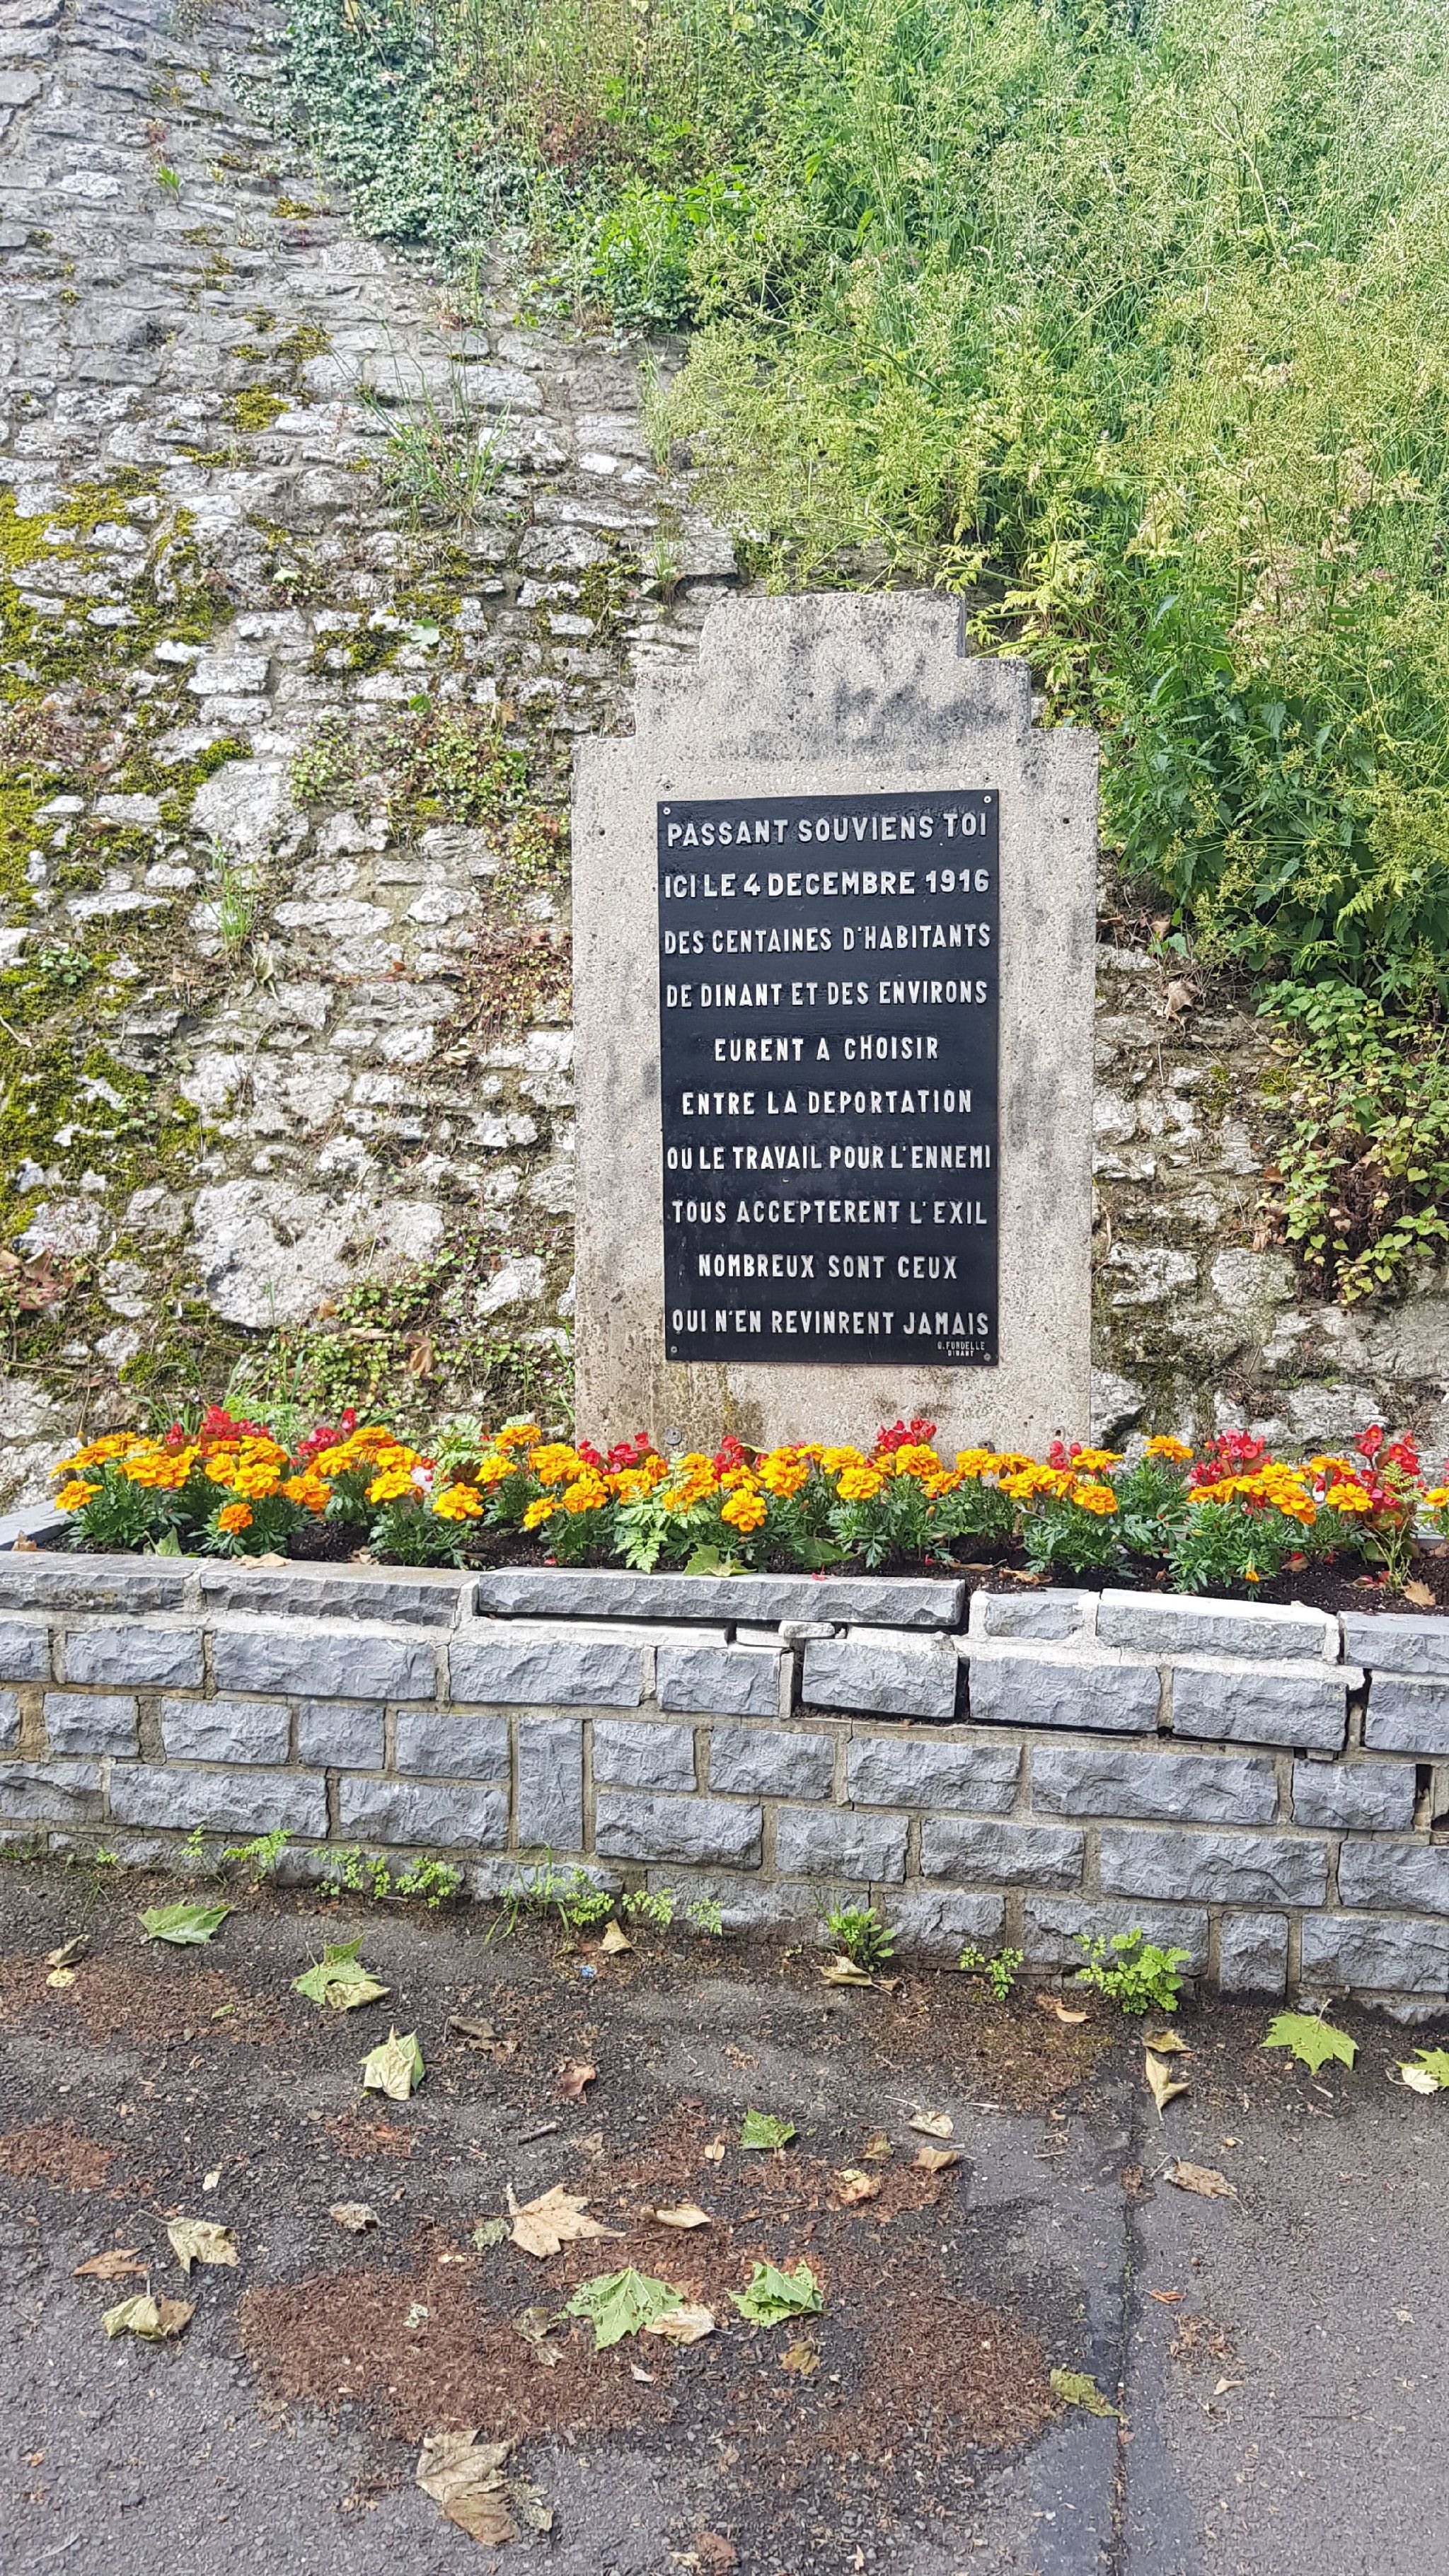 PASSANT SOUVIENS TOI
ICI LE 4 DECEMBRE 1916
DES CENTAINES D'HABITANTS
DE DINANT ET DES ENVIRONS
EURENT A CHOISIR
ENTRE LA DEPORTATION
OU LE TRAVAIL POUR L'ENNEMI
TOUS ACCEPTERENT L'EXIL
NOMBREUX SONT CEUX
QUI N'EN REVINRENT JAMAIS
FONDELLE
DINANT